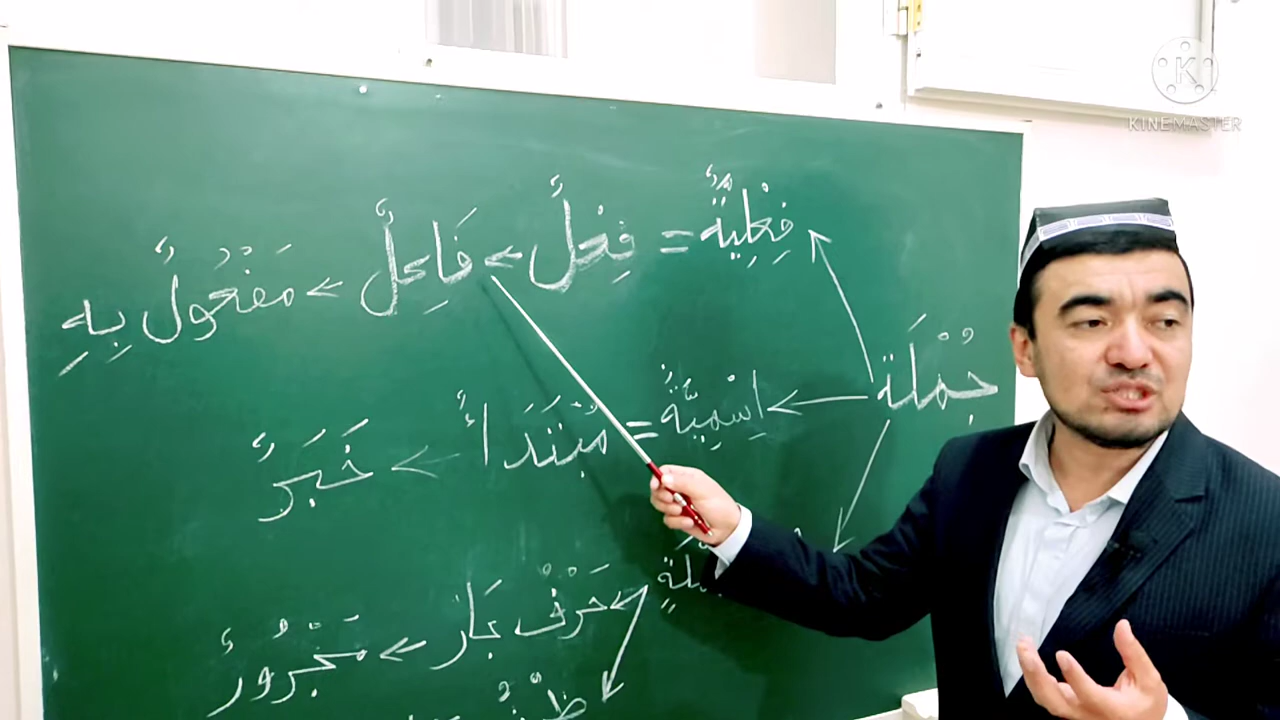 KINEMASTER
فِعْلِيَّةٌ = فِعْلٌ ← فَاعِلٌ ← مَفْعُولٌ بِهِ
جُمْلَة
اِسْمِيَّةٌ = مُبْتَدَأٌ ← خَبَرٌ
حَرْفُ جَار ← مَجْرُورٌ